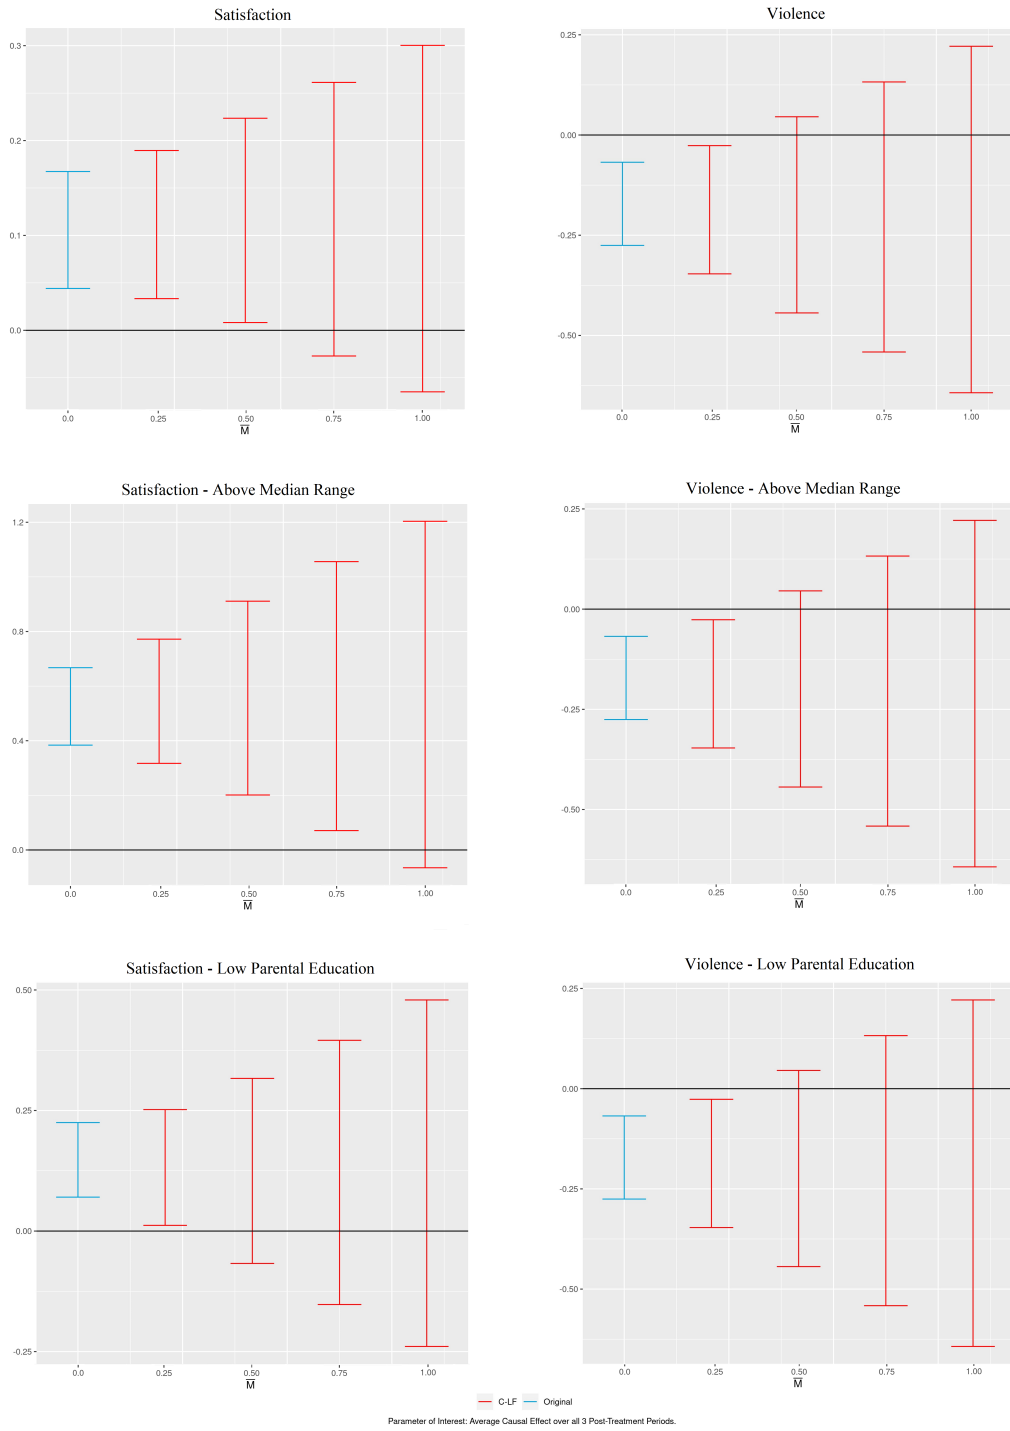 Satisfaction
0.3
0.2
0.1
0.0
0.0 0.25 0.50 0.75 1.00
M̅
Violence
0.25
0.00
-0.25
-0.50
0.0 0.25 0.50 0.75 1.00
M̅
Satisfaction - Above Median Range
1.2
0.8
0.4
0.0
0.0 0.25 0.50 0.75 1.00
M̅
Violence - Above Median Range
0.25
0.00
-0.25
-0.50
0.0 0.25 0.50 0.75 1.00
M̅
Satisfaction - Low Parental Education
0.50
0.25
0.00
-0.25
0.0 0.25 0.50 0.75 1.00
M̅
Violence - Low Parental Education
0.25
0.00
-0.25
-0.50
0.0 0.25 0.50 0.75 1.00
M̅
C-LF Original
Parameter of Interest: Average Causal Effect over all 3 Post-Treatment Periods.